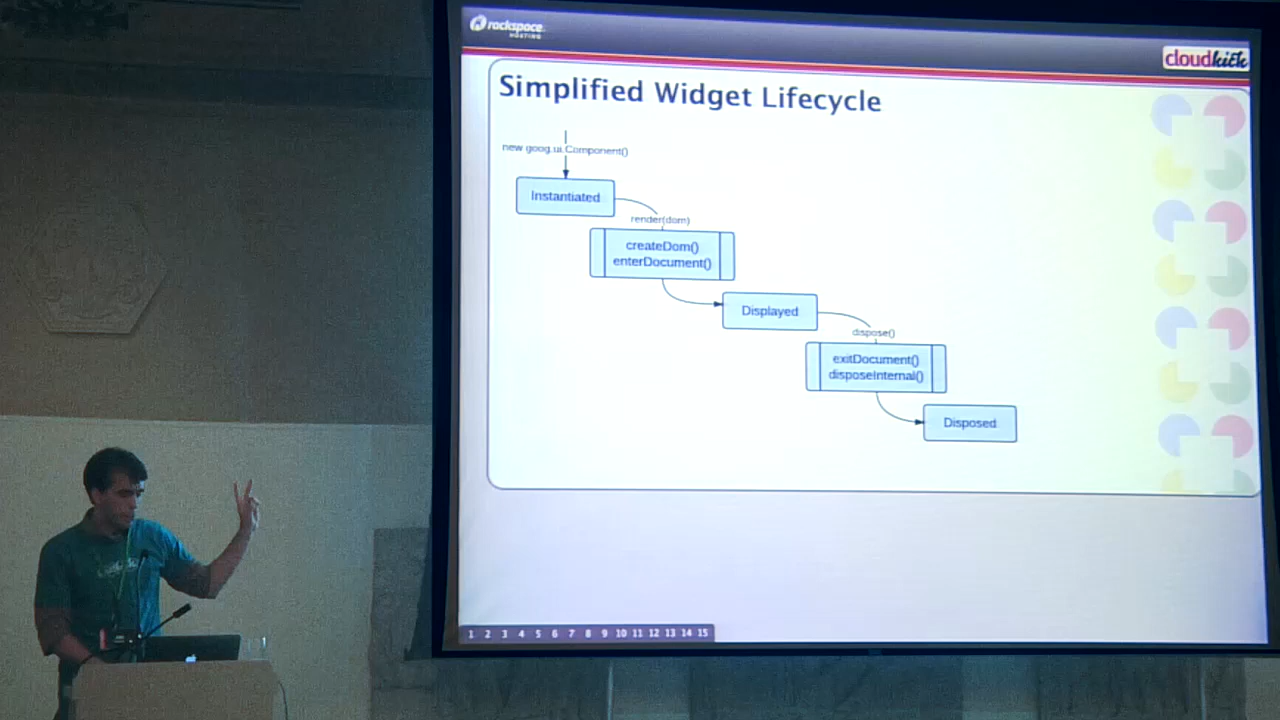 rackspace.
HOSTING
cloudkick
Simplified Widget Lifecycle
new goog.ui.Component()
Instantiated
render(dom)
createDom()
enterDocument()
Displayed
dispose()
exitDocument()
disposeInternal()
Disposed
1 2 3 4 5 6 7 8 9 10 11 12 13 14 15